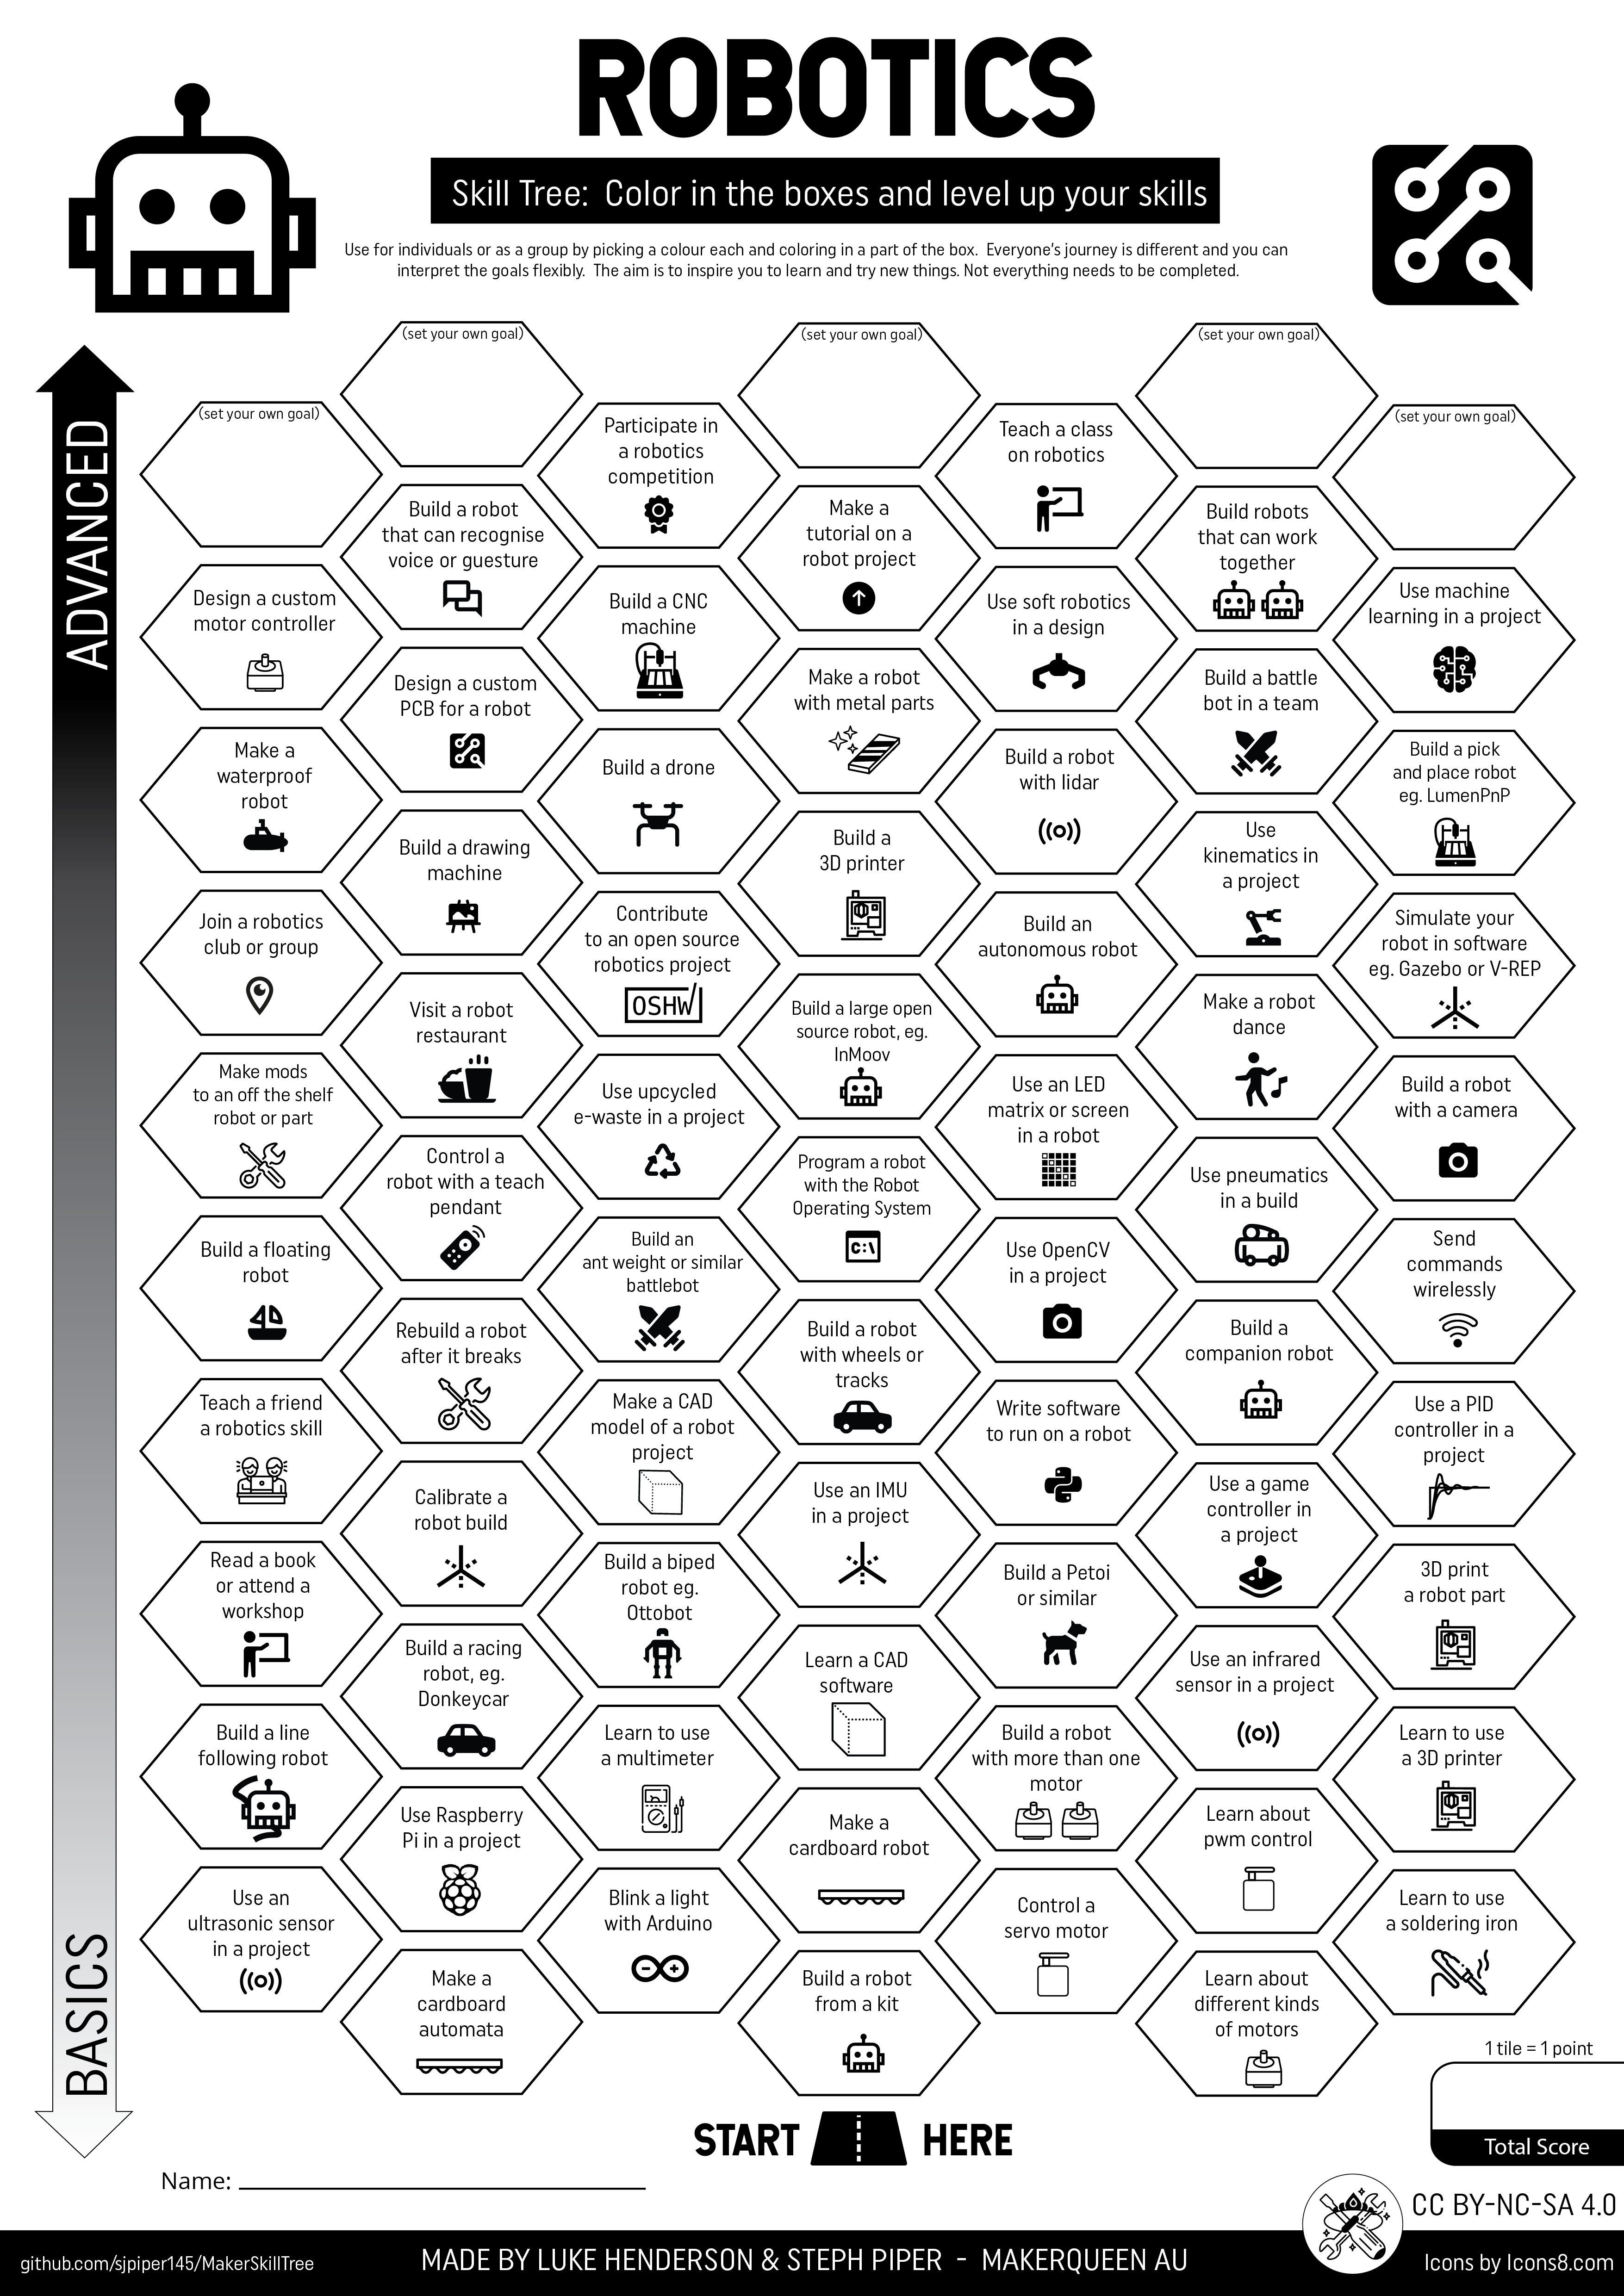 ROBOTICS
Skill Tree: Color in the boxes and level up your skills
Use for individuals or as a group by picking a colour each and coloring in a part of the box. Everyone's journey is different and you can
interpret the goals flexibly. The aim is to inspire you to learn and try new things. Not everything needs to be completed.
ADVANCED
BASICS
(set your own goal)
(set your own goal)
(set your own goal)
(set your own goal)
(set your own goal)
Participate in
a robotics
competition
Teach a class
on robotics
Build a robot
that can recognise
voice or guesture
Make a
tutorial on a
robot project
Build robots
that can work
together
Design a custom
motor controller
Build a CNC
machine
Use soft robotics
in a design
Use machine
learning in a project
Design a custom
PCB for a robot
Make a robot
with metal parts
Build a battle
bot in a team
Make a
waterproof
robot
Build a drone
Build a robot
with lidar
Build a pick
and place robot
eg. LumenPnP
Build a drawing
machine
Build a
3D printer
Use
kinematics in
a project
Join a robotics
club or group
Contribute
to an open source
robotics project
OSHW
Build an
autonomous robot
Simulate your
robot in software
eg. Gazebo or V-REP
Visit a robot
restaurant
Build a large open
source robot, eg.
InMoov
Make a robot
dance
Make mods
to an off the shelf
robot or part
Use upcycled
e-waste in a project
Use an LED
matrix or screen
in a robot
Build a robot
with a camera
Control a
robot with a teach
pendant
Program a robot
with the Robot
Operating System
C:\
Use pneumatics
in a build
Build a floating
robot
Build an
ant weight or similar
battlebot
Use OpenCV
in a project
Send
commands
wirelessly
Rebuild a robot
after it breaks
Build a robot
with wheels or
tracks
Build a
companion robot
Teach a friend
a robotics skill
Make a CAD
model of a robot
project
Write software
to run on a robot
Use a PID
controller in a
project
Calibrate a
robot build
Use an IMU
in a project
Use a game
controller in
a project
Read a book
or attend a
workshop
Build a biped
robot eg.
Ottobot
Build a Petoi
or similar
3D print
a robot part
Build a racing
robot, eg.
Donkeycar
Learn a CAD
software
Use an infrared
sensor in a project
Build a line
following robot
Learn to use
a multimeter
Build a robot
with more than one
motor
Learn to use
a 3D printer
Use Raspberry
Pi in a project
Make a
cardboard robot
Learn about
pwm control
Use an
ultrasonic sensor
in a project
Blink a light
with Arduino
Control a
servo motor
Learn to use
a soldering iron
Make a
cardboard
automata
Build a robot
from a kit
Learn about
different kinds
of motors
1 tile = 1 point
Total Score
START HERE
Name:
CC BY-NC-SA 4.0
github.com/sjpiper145/MakerSkillTree
MADE BY LUKE HENDERSON & STEPH PIPER - MAKERQUEEN AU
Icons by Icons8.com